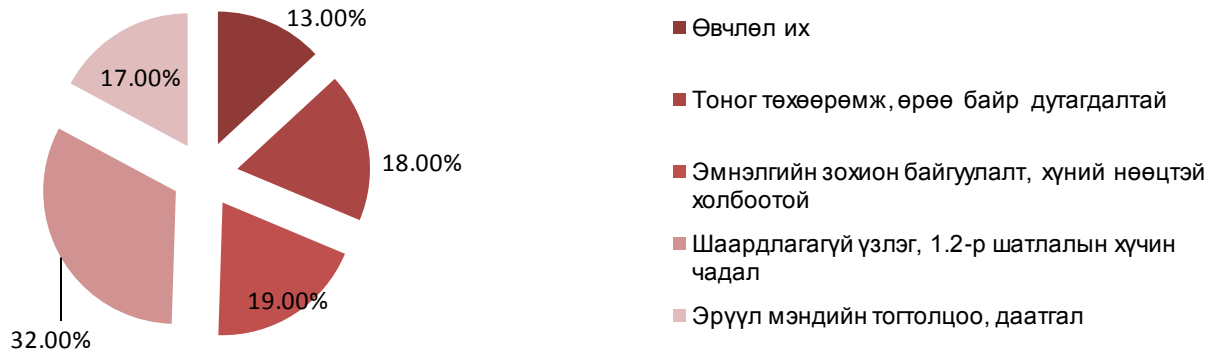 13.00%
18.00%
19.00%
32.00%
17.00%
Өвчлөл их
Тоног төхөөрөмж, өрөө байр дутагдалтай
Эмнэлгийн зохион байгуулалт, хүний нөөцтэй
холбоотой
Шаардлагагүй үзлэг, 1.2-р шатлалын хүчин
чадал
Эрүүл мэндийн тогтолцоо, даатгал